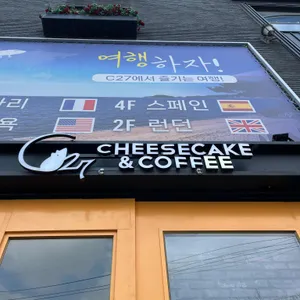 여행하자!
C27에서 즐기는 여행!
리 4F 스페인
욕 2F 런던
C27 CHEESECAKE
& COFFEE